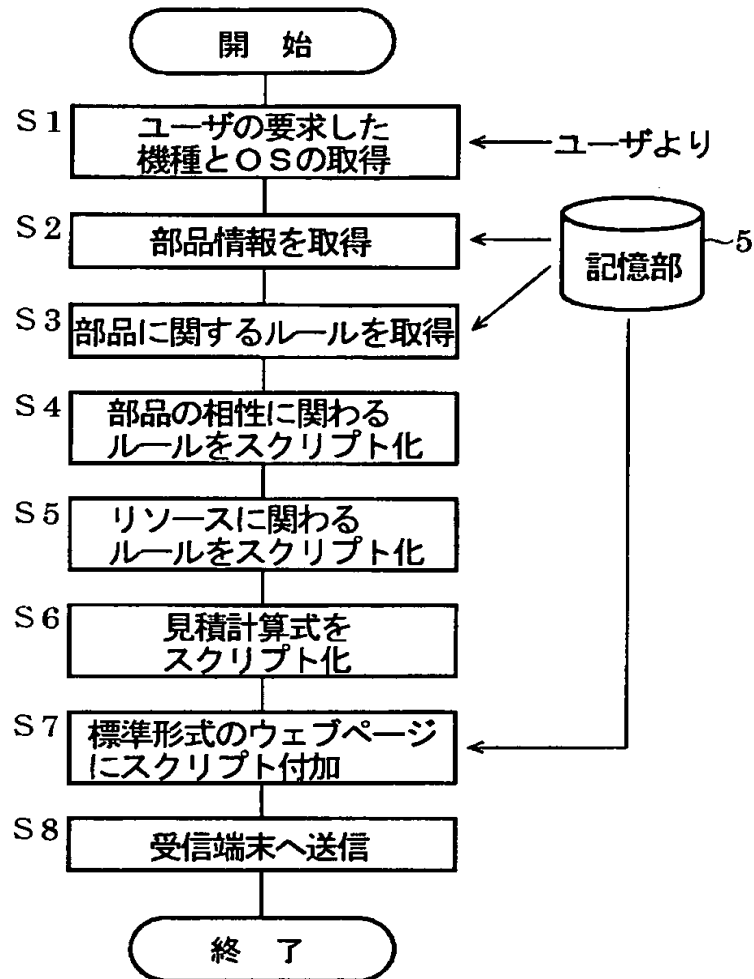 開 始
S1
ユーザの要求した
機種とOSの取得
ユーザより
S2
部品情報を取得
記憶部
5
S3
部品に関するルールを取得
S4
部品の相性に関わる
ルールをスクリプト化
S5
リソースに関わる
ルールをスクリプト化
S6
見積計算式を
スクリプト化
S7
標準形式のウェブページ
にスクリプト付加
S8
受信端末へ送信
終 了